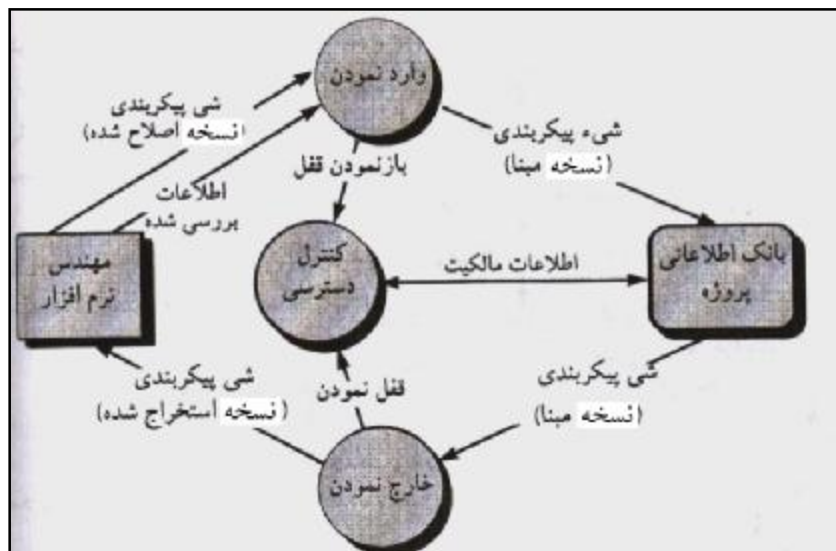 وارد نمودن
شی پیکربندی
(نسخه اصلاح شده)
شیء پیکربندی
(نسخه مبنا)
بازنمودن قفل
اطلاعات
بررسی شده
مهندس
نرم افزار
کنترل
دسترسی
اطلاعات مالکیت
بانک اطلاعاتی
پروژه
شی پیکربندی
(نسخه استخراج شده)
قفل نمودن
شی پیکربندی
(نسخه مبنا)
خارج نمودن